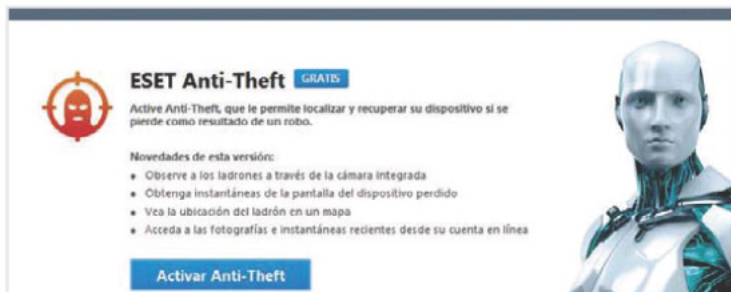 ESET Anti-Theft GRATIS
Active Anti-Theft, que le permite localizar y recuperar su dispositivo si se
pierde como resultado de un robo.
Novedades de esta versión:
• Observe a los ladrones a través de la cámara integrada
• Obtenga instantáneas de la pantalla del dispositivo perdido
• Vea la ubicación del ladrón en un mapa
• Acceda a las fotografías e instantáneas recientes desde su cuenta en línea
Activar Anti-Theft